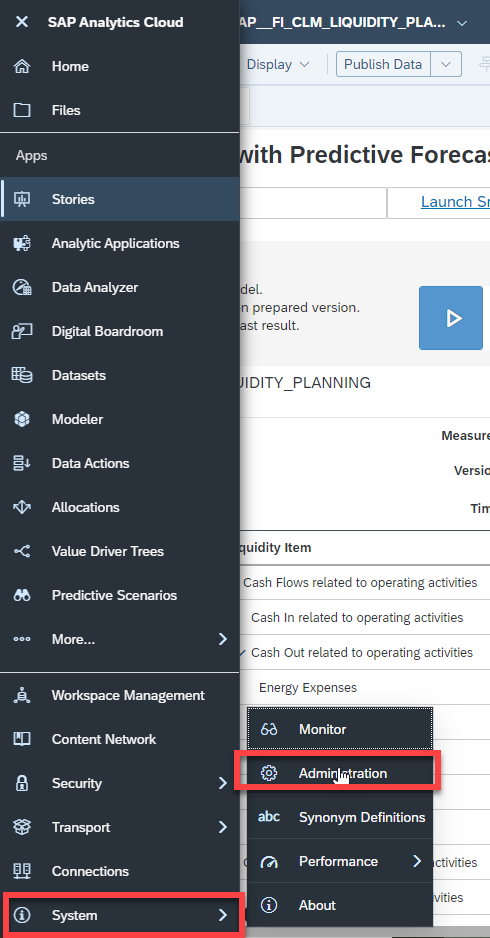 SAP Analytics Cloud
AP__FI_CLM_LIQUIDITY_PLA...
Home
Display
Publish Data
Files
Apps
with Predictive Foreca
Stories
Launch
Analytic Applications
Data Analyzer
del.
on prepared version.
ast result.
Digital Boardroom
Datasets
UIDITY_PLANNING
Modeler
Measure
Data Actions
Versio
Allocations
Tim
Value Driver Trees
quidity Item
Predictive Scenarios
Cash Flows related to operating activities
Cash In related to operating activities
More...
Cash Out related to operating activities
Workspace Management
Energy Expenses
Content Network
Monitor
Security
Administration
Transport
abc Synonym Definitions
Connections
Performance
ctivities
System
About
ivities